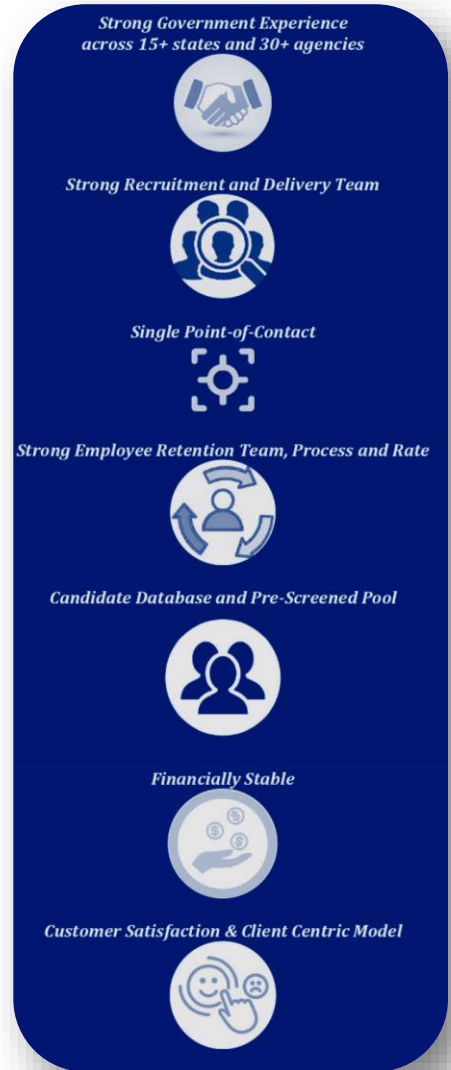 Strong Government Experience
across 15+ states and 30+ agencies
Strong Recruitment and Delivery Team
Single Point-of-Contact
Strong Employee Retention Team, Process and Rate
Candidate Database and Pre-Screened Pool
Financially Stable
$ $
$
Customer Satisfaction & Client Centric Model